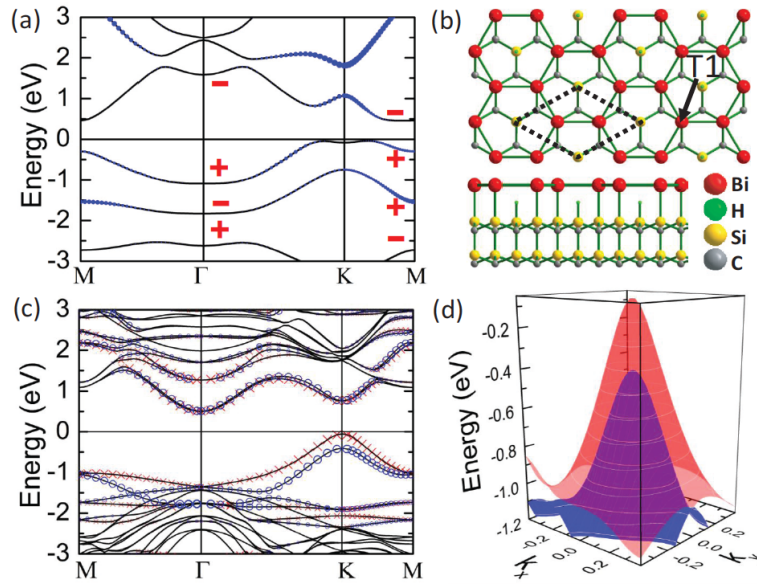 (a)
3
2
1
0
-1
-2
-3
Energy (eV)
M
Γ
K
M
−
+
−
+
−
+
+
−
(b)
T1
Bi
H
Si
C
(c)
3
2
1
0
-1
-2
-3
Energy (eV)
M
Γ
K
M
(d)
-0.2
-0.4
-0.6
-0.8
-1.0
-1.2
Energy (eV)
-0.2
0.0
0.2
Kx
-0.2
0.0
0.2
Ky